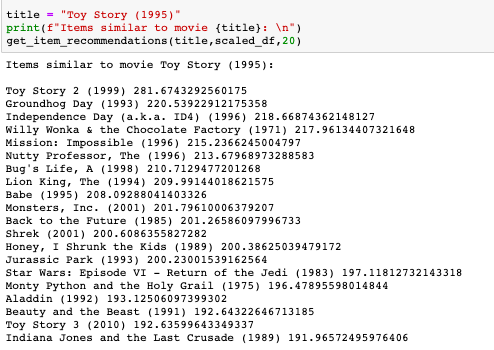 title = "Toy Story (1995)"
print(f"Items similar to movie {title}: \n")
get_item_recommendations(title,scaled_df,20)
Items similar to movie Toy Story (1995):
Toy Story 2 (1999) 281.6743292560175
Groundhog Day (1993) 220.53922912175358
Independence Day (a.k.a. ID4) (1996) 218.66874362148127
Willy Wonka & the Chocolate Factory (1971) 217.96134407321648
Mission: Impossible (1996) 215.2366245004797
Nutty Professor, The (1996) 213.67968973288583
Bug's Life, A (1998) 210.7129477201268
Lion King, The (1994) 209.99144018621575
Babe (1995) 208.09288041403326
Monsters, Inc. (2001) 201.79610006379207
Back to the Future (1985) 201.26586097996733
Shrek (2001) 200.6086355827282
Honey, I Shrunk the Kids (1989) 200.38625039479172
Jurassic Park (1993) 200.23001539162564
Star Wars: Episode VI - Return of the Jedi (1983) 197.11812732143318
Monty Python and the Holy Grail (1975) 196.47895598014844
Aladdin (1992) 193.12506097399302
Beauty and the Beast (1991) 192.64322646713185
Toy Story 3 (2010) 192.63599643349337
Indiana Jones and the Last Crusade (1989) 191.96572495976406